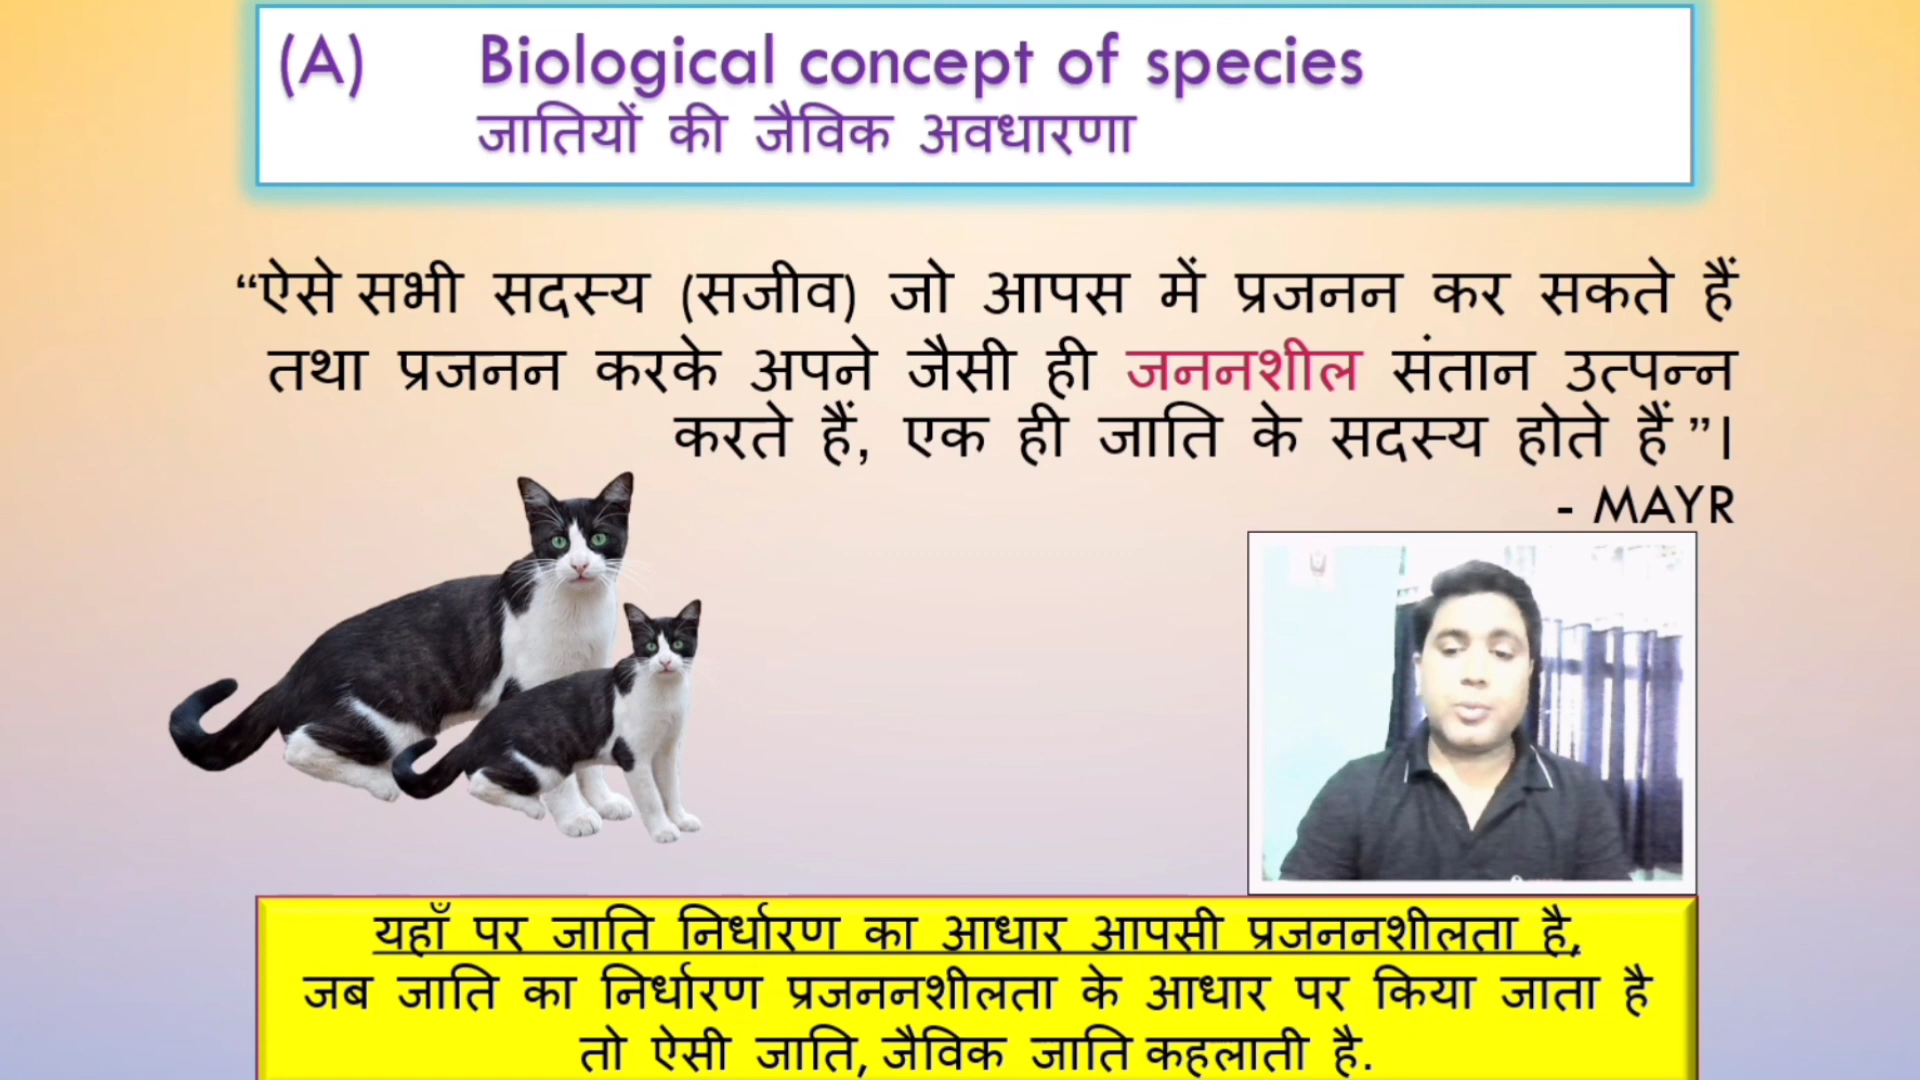 (A) Biological concept of species
जातियों की जैविक अवधारणा
“ऐसे सभी सदस्य (सजीव) जो आपस में प्रजनन कर सकते हैं
तथा प्रजनन करके अपने जैसी ही जननशील संतान उत्पन्न
करते हैं, एक ही जाति के सदस्य होते हैं ”।
- MAYR
यहाँ पर जाति निर्धारण का आधार आपसी प्रजननशीलता है,
जब जाति का निर्धारण प्रजननशीलता के आधार पर किया जाता है
तो ऐसी जाति, जैविक जाति कहलाती है.